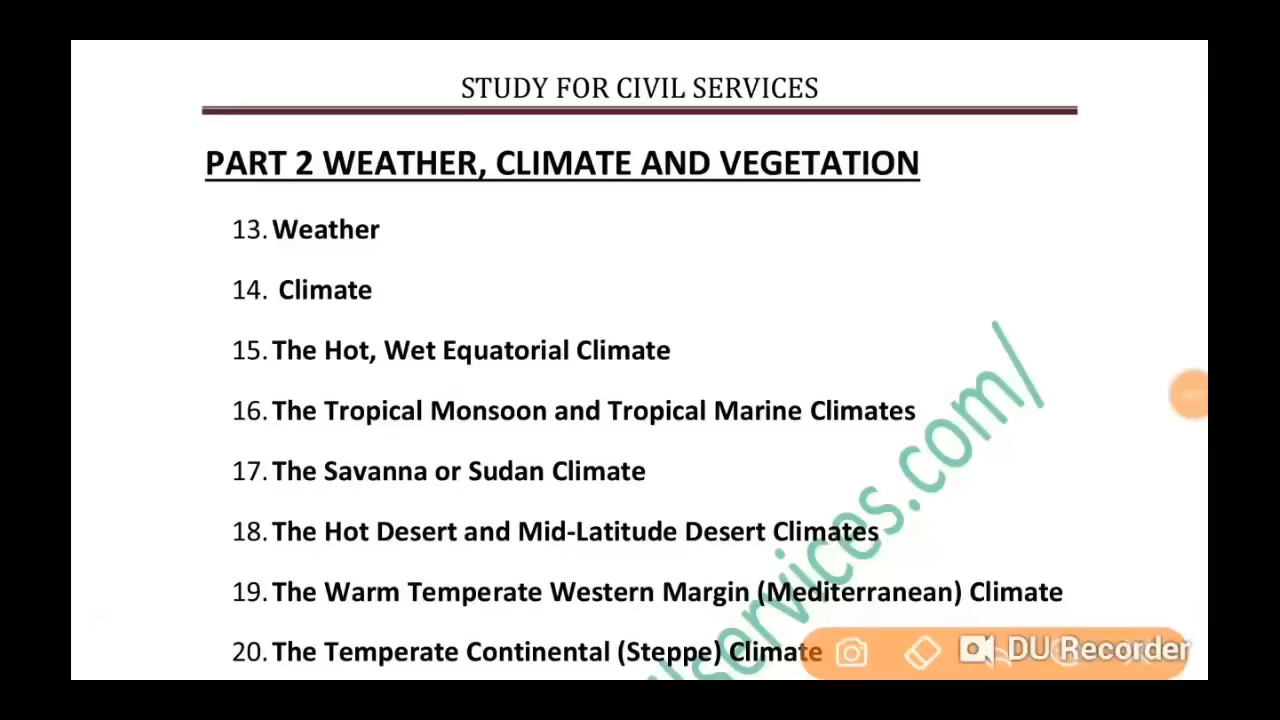 STUDY FOR CIVIL SERVICES
PART 2 WEATHER, CLIMATE AND VEGETATION
13. Weather
14. Climate
15. The Hot, Wet Equatorial Climate
16. The Tropical Monsoon and Tropical Marine Climates
17. The Savanna or Sudan Climate
18. The Hot Desert and Mid-Latitude Desert Climates
19. The Warm Temperate Western Margin (Mediterranean) Climate
20. The Temperate Continental (Steppe) Climate
services.com/
DU Recorder